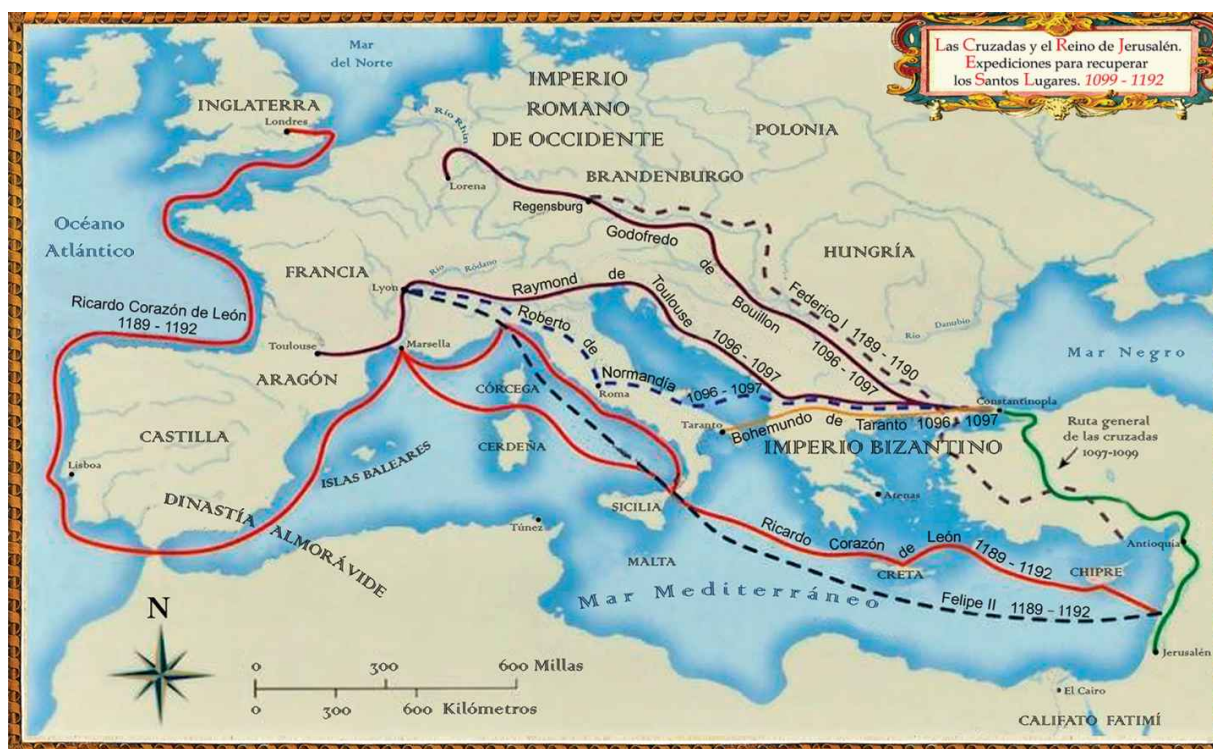 Las Cruzadas y el Reino de Jerusalén.
Expediciones para recuperar
los Santos Lugares. 1099 - 1192
Mar
del Norte
INGLATERRA
Londres
IMPERIO
ROMANO
DE OCCIDENTE
Río Rhin
POLONIA
Lorena
BRANDENBURGO
Regensburg
Océano
Atlántico
Godofredo de Bouillon 1096 - 1097
HUNGRÍA
FRANCIA
Río Ródano
Lyon
Raymond de Toulouse 1096 - 1097
Federico I 1189 - 1190
Ricardo Corazón de León
1189 - 1192
Roberto de Normandía 1096 - 1097
Río Danubio
Toulouse
Marsella
Mar Negro
ARAGÓN
CÓRCEGA
Roma
Constantinopla
CASTILLA
Taranto
Bohemundo de Taranto 1096 1097
Ruta general
de las cruzadas
1097-1099
CERDEÑA
IMPERIO BIZANTINO
ISLAS BALEARES
Lisboa
Atenas
SICILIA
DINASTÍA ALMORÁVIDE
Túnez
Ricardo Corazón de León 1189 - 1192
Antioquía
MALTA
CRETA
CHIPRE
Mar Mediterráneo
Felipe II 1189 - 1192
N
Jerusalén
0 300 600 Millas
0 300 600 Kilómetros
El Cairo
CALIFATO FATIMÍ